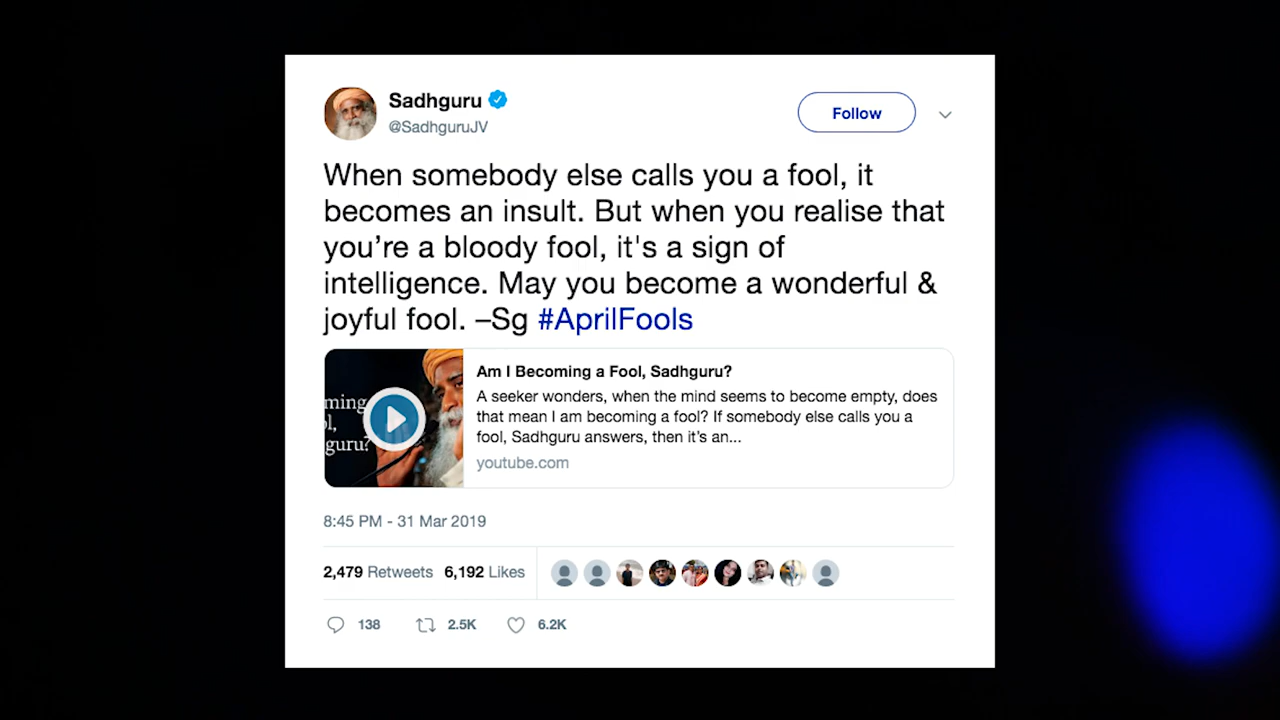 Sadhguru
@SadhguruJV
Follow
When somebody else calls you a fool, it
becomes an insult. But when you realise that
you’re a bloody fool, it's a sign of
intelligence. May you become a wonderful &
joyful fool. –Sg #AprilFools
ming
l,
guru?
Am I Becoming a Fool, Sadhguru?
A seeker wonders, when the mind seems to become empty, does
that mean I am becoming a fool? If somebody else calls you a
fool, Sadhguru answers, then it’s an...
youtube.com
8:45 PM - 31 Mar 2019
2,479 Retweets 6,192 Likes
138 2.5K 6.2K